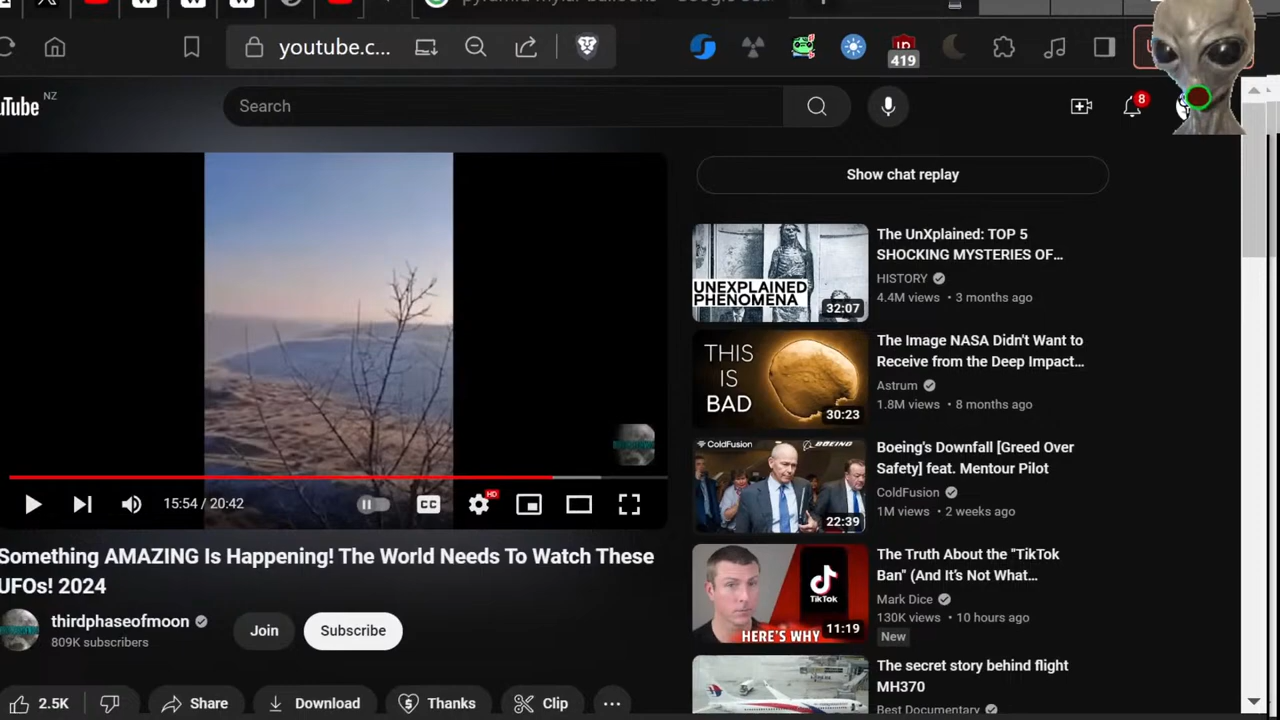 pyramid mylar balloons - Google Sear
youtube.c...
419
uTube NZ
Search
8
Show chat replay
UNEXPLAINED
PHENOMENA
32:07
The UnXplained: TOP 5
SHOCKING MYSTERIES OF...
HISTORY
4.4M views • 3 months ago
THIS
IS
BAD
30:23
The Image NASA Didn't Want to
Receive from the Deep Impact...
Astrum
1.8M views • 8 months ago
ColdFusion
BOEING
22:39
Boeing's Downfall [Greed Over
Safety] feat. Mentour Pilot
ColdFusion
1M views • 2 weeks ago
TikTok
HERE'S WHY
11:19
The Truth About the "TikTok
Ban" (And It's Not What...
Mark Dice
130K views • 10 hours ago
New
The secret story behind flight
MH370
Best Documentary
15:54 / 20:42
CC
HD
Something AMAZING Is Happening! The World Needs To Watch These
UFOs! 2024
thirdphaseofmoon
809K subscribers
Join
Subscribe
2.5K
Share
Download
Thanks
Clip